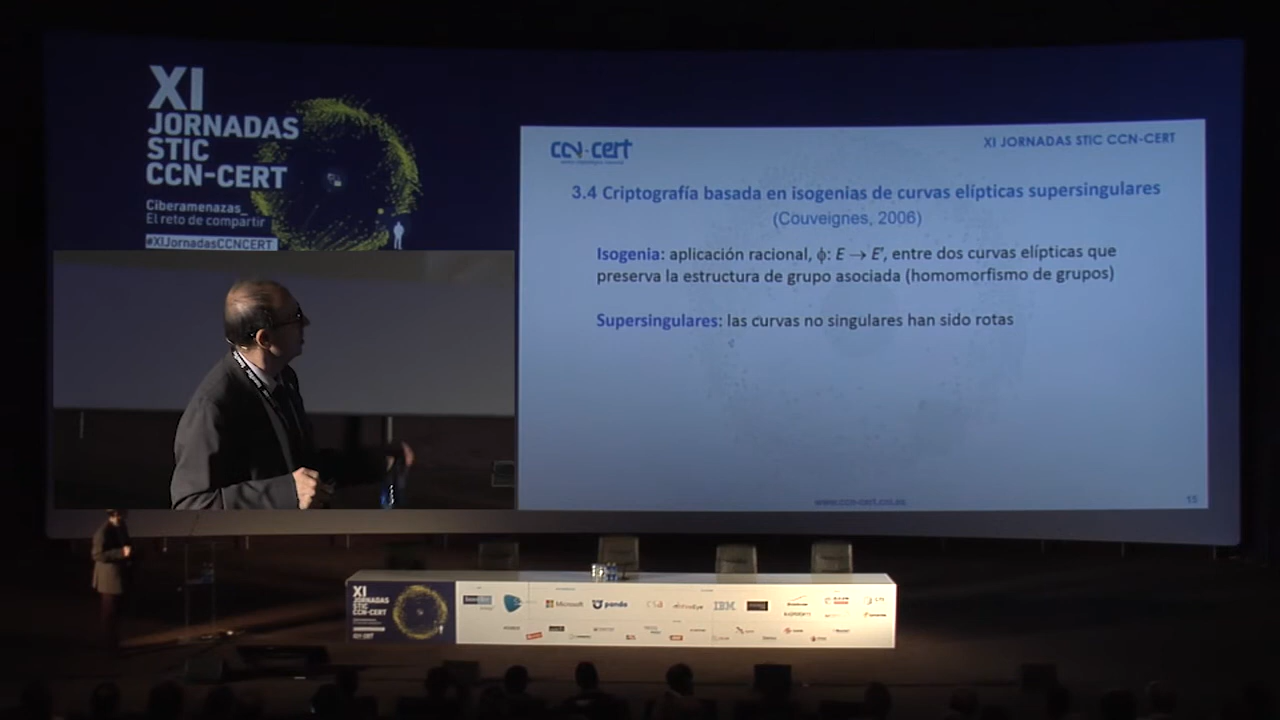 XI
JORNADAS
STIC
CCN-CERT
Ciberamenazas_
El reto de compartir
#XIJornadasCCNCERT
ccn-cert
XI JORNADAS STIC CCN-CERT
3.4 Criptografía basada en isogenias de curvas elípticas supersingulares
(Couveignes, 2006)
Isogenia: aplicación racional, ϕ: E → E’, entre dos curvas elípticas que
preserva la estructura de grupo asociada (homomorfismo de grupos)
Supersingulares: las curvas no singulares han sido rotas
www.ccn-cert.cni.es
15
XI
JORNADAS
STIC
CCN-CERT
Microsoft
panda
csa
IBM